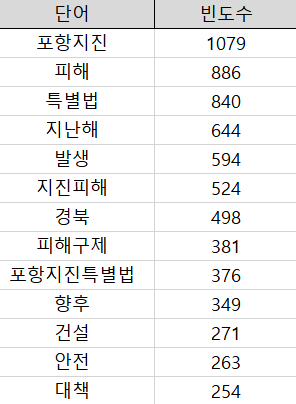 단어 빈도수
포항지진 1079
피해 886
특별법 840
지난해 644
발생 594
지진피해 524
경북 498
피해구제 381
포항지진특별법 376
향후 349
건설 271
안전 263
대책 254